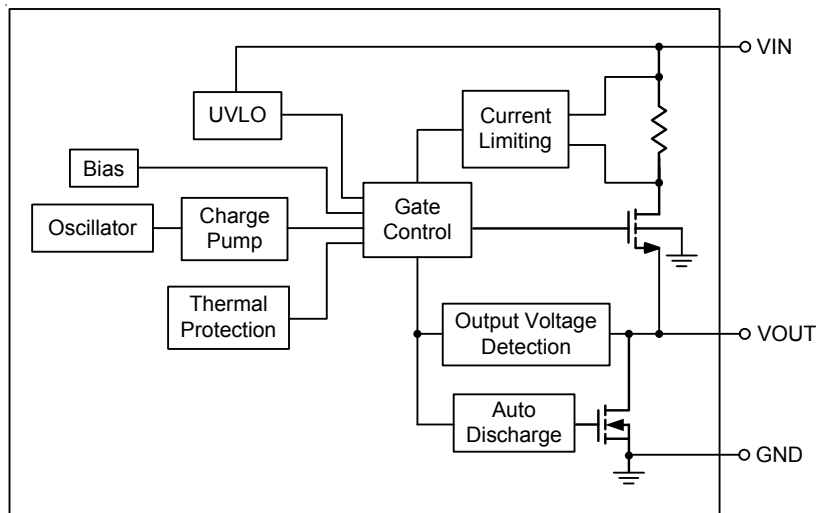 VIN
UVLO
Current
Limiting
Bias
Oscillator
Charge
Pump
Gate
Control
Thermal
Protection
Output Voltage
Detection
VOUT
Auto
Discharge
GND